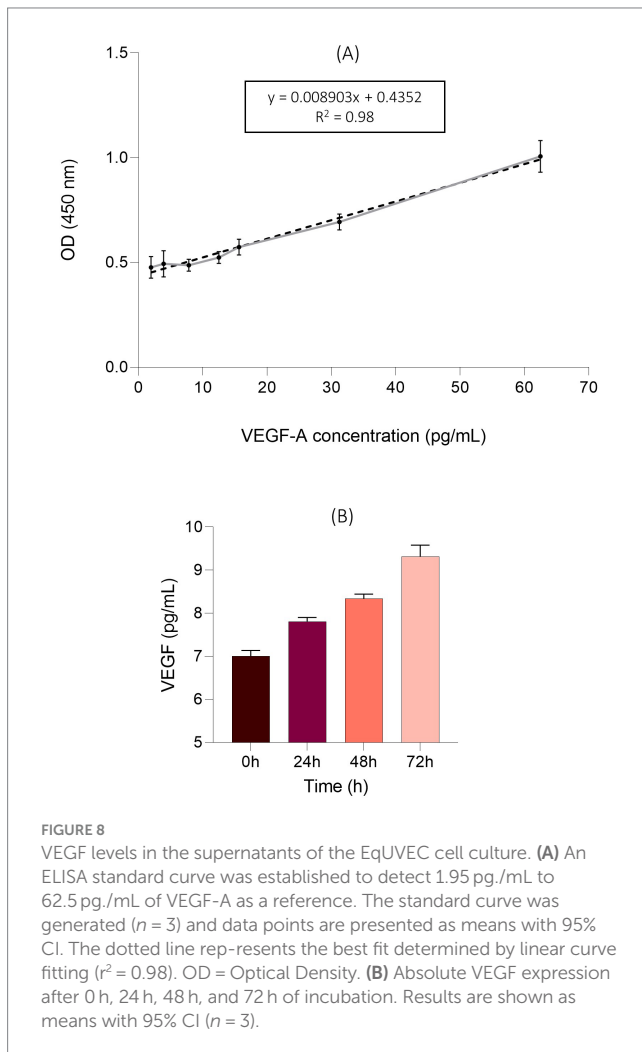 (A)
y = 0.008903x + 0.4352
R² = 0.98
1.5
1.0
0.5
0.0
OD (450 nm)
0 10 20 30 40 50 60 70
VEGF-A concentration (pg/mL)
(B)
10
9
8
7
6
5
VEGF (pg/mL)
0h 24h 48h 72h
Time (h)
FIGURE 8
VEGF levels in the supernatants of the EqUVEC cell culture. (A) An
ELISA standard curve was established to detect 1.95 pg./mL to
62.5 pg./mL of VEGF-A as a reference. The standard curve was
generated (n = 3) and data points are presented as means with 95%
CI. The dotted line rep-resents the best fit determined by linear curve
fitting (r² = 0.98). OD = Optical Density. (B) Absolute VEGF expression
after 0 h, 24 h, 48 h, and 72 h of incubation. Results are shown as
means with 95% CI (n = 3).